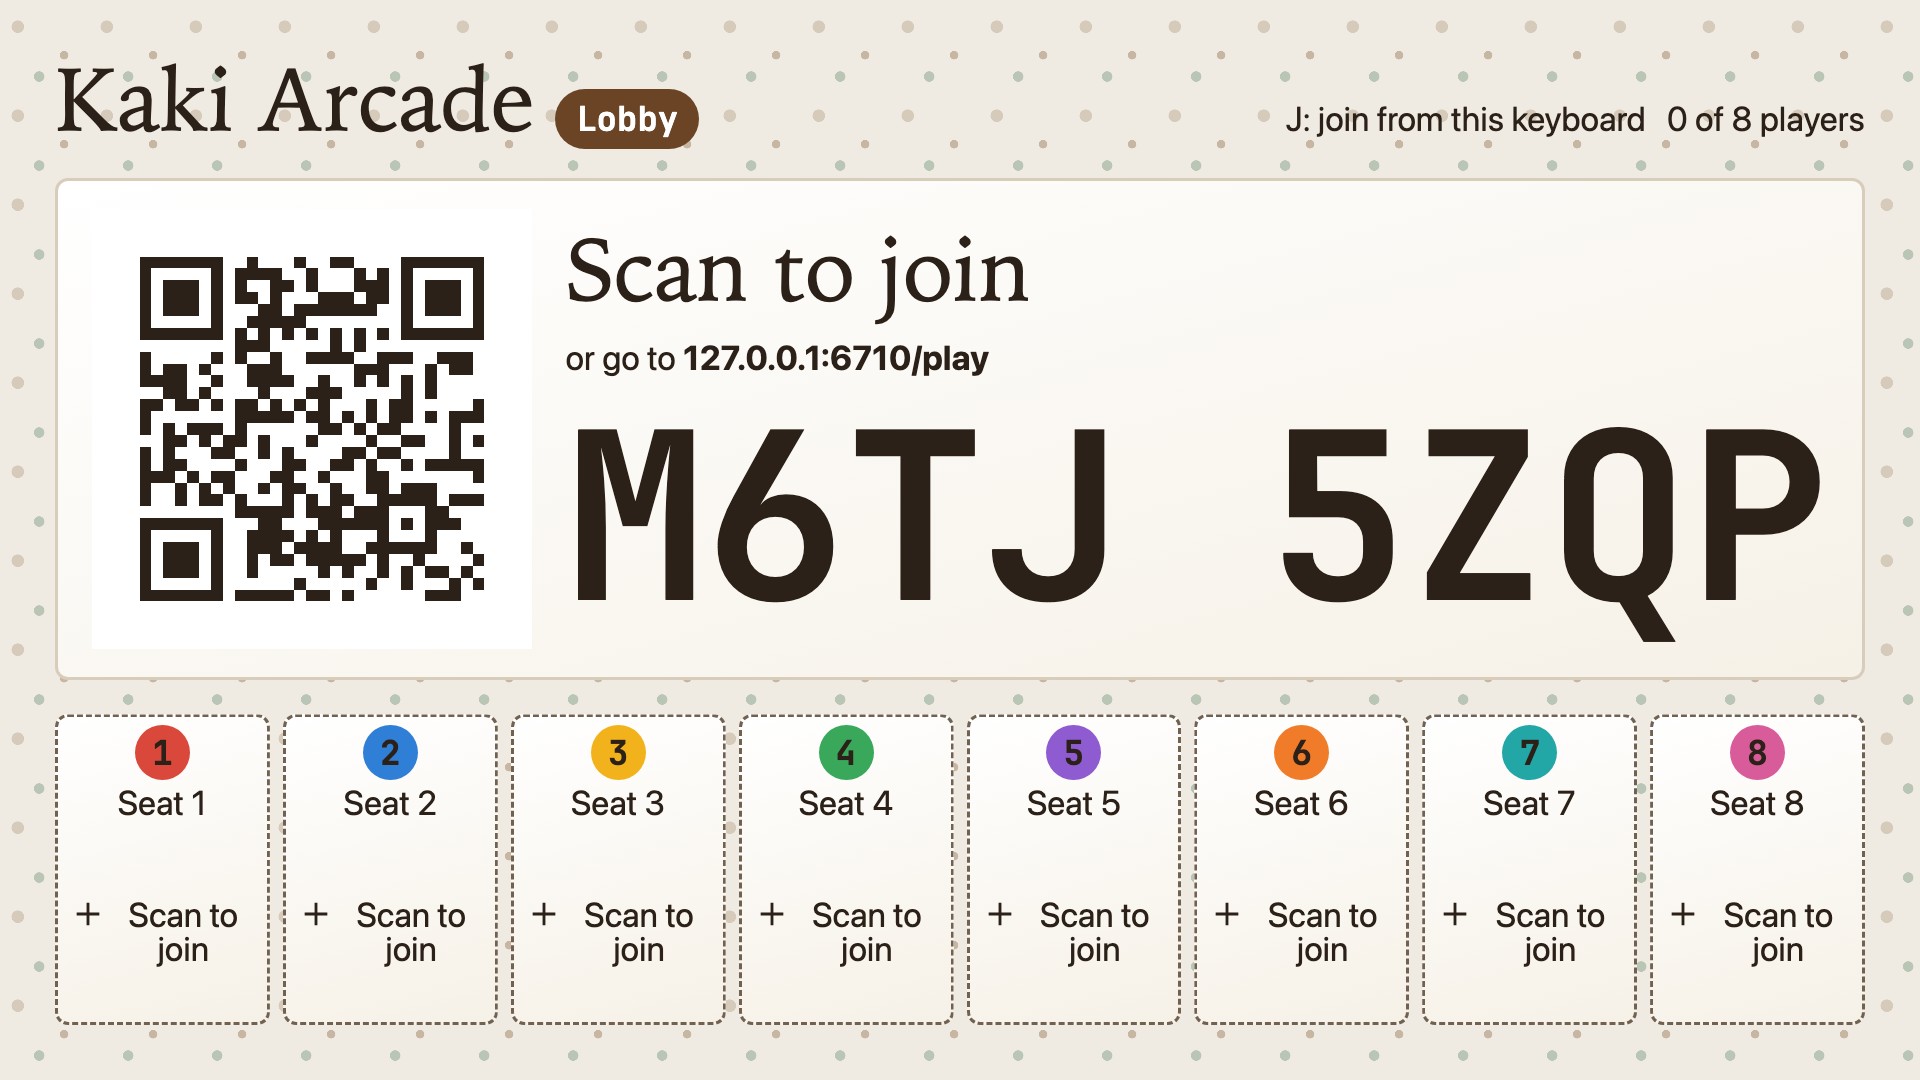 Kaki Arcade Lobby
J: join from this keyboard 0 of 8 players
Scan to join
or go to 127.0.0.1:6710/play
M6TJ 5ZQP
1
Seat 1
+ Scan to
join
2
Seat 2
+ Scan to
join
3
Seat 3
+ Scan to
join
4
Seat 4
+ Scan to
join
5
Seat 5
+ Scan to
join
6
Seat 6
+ Scan to
join
7
Seat 7
+ Scan to
join
8
Seat 8
+ Scan to
join